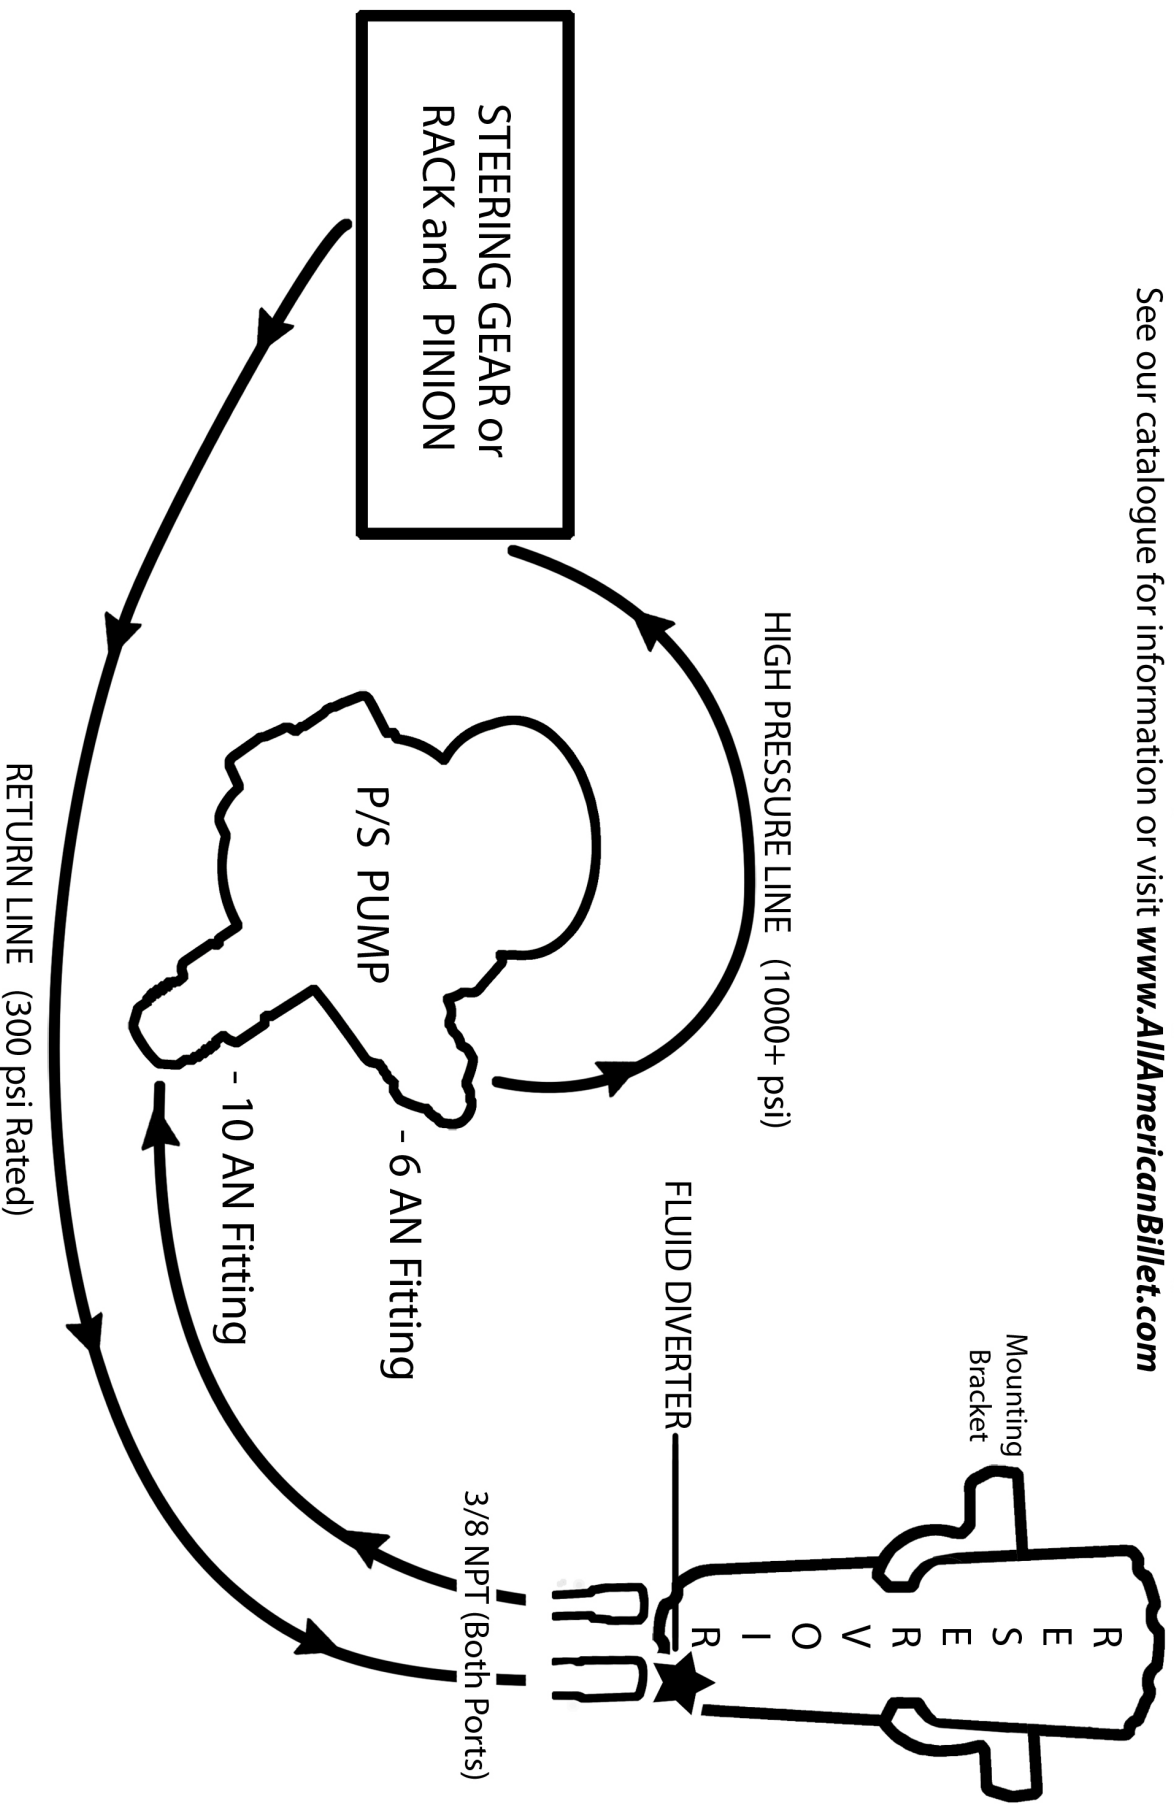 See our catalogue for information or visit www.AllAmericanBillet.com
Mounting
Bracket
RESERVOIR
FLUID DIVERTER
HIGH PRESSURE LINE (1000+ psi)
STEERING GEAR or
RACK and PINION
P/S PUMP
- 6 AN Fitting
- 10 AN Fitting
3/8 NPT (Both Ports)
RETURN LINE (300 psi Rated)